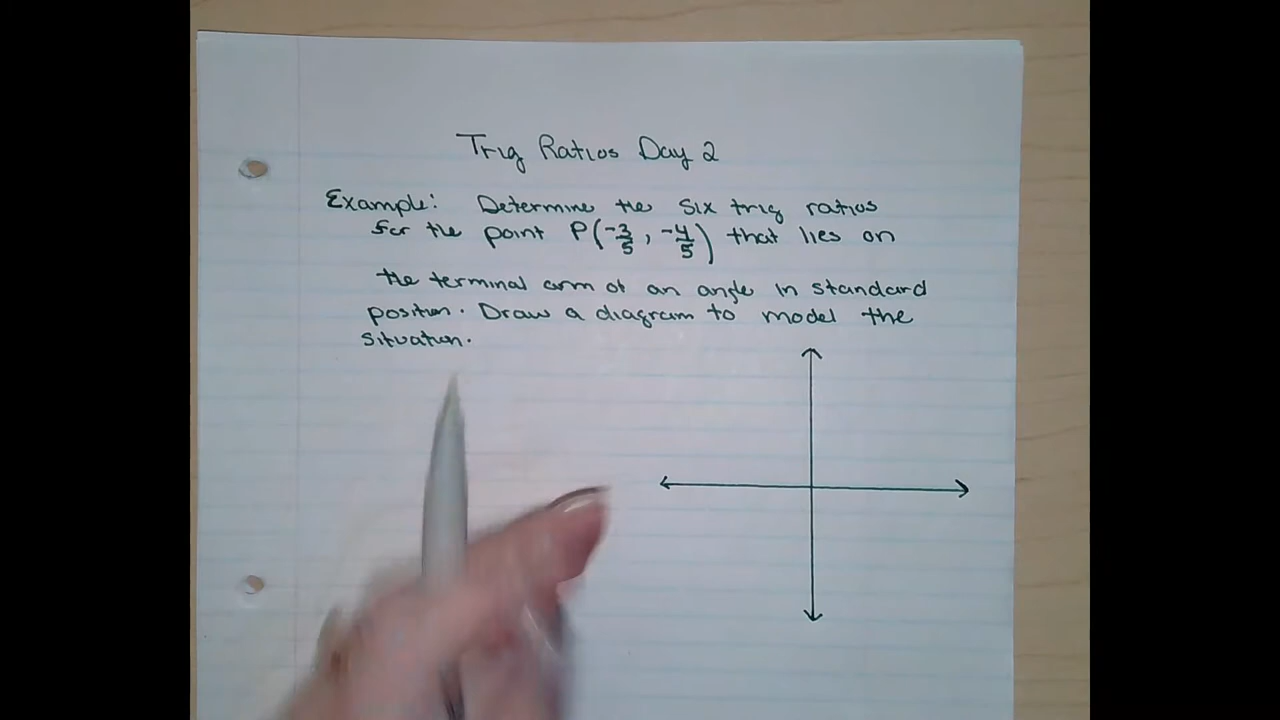 Trig Ratios Day 2
Example: Determine the six trig ratios
for the point P(-3/5, -4/5) that lies on
the terminal arm of an angle in standard
position. Draw a diagram to model the
situation.